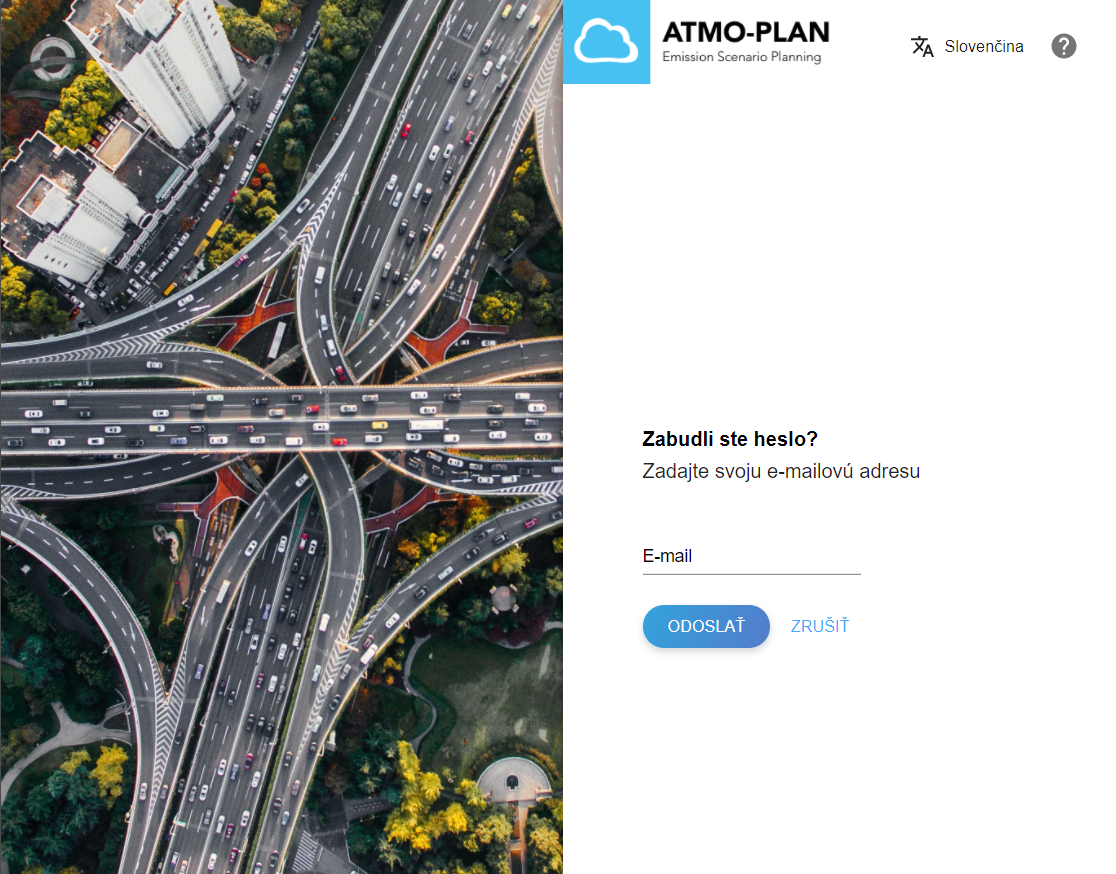 ATMO-PLAN
Emission Scenario Planning
Slovenčina
?
Zabudli ste heslo?
Zadajte svoju e-mailovú adresu
E-mail
ODOSLAŤ
ZRUŠIŤ